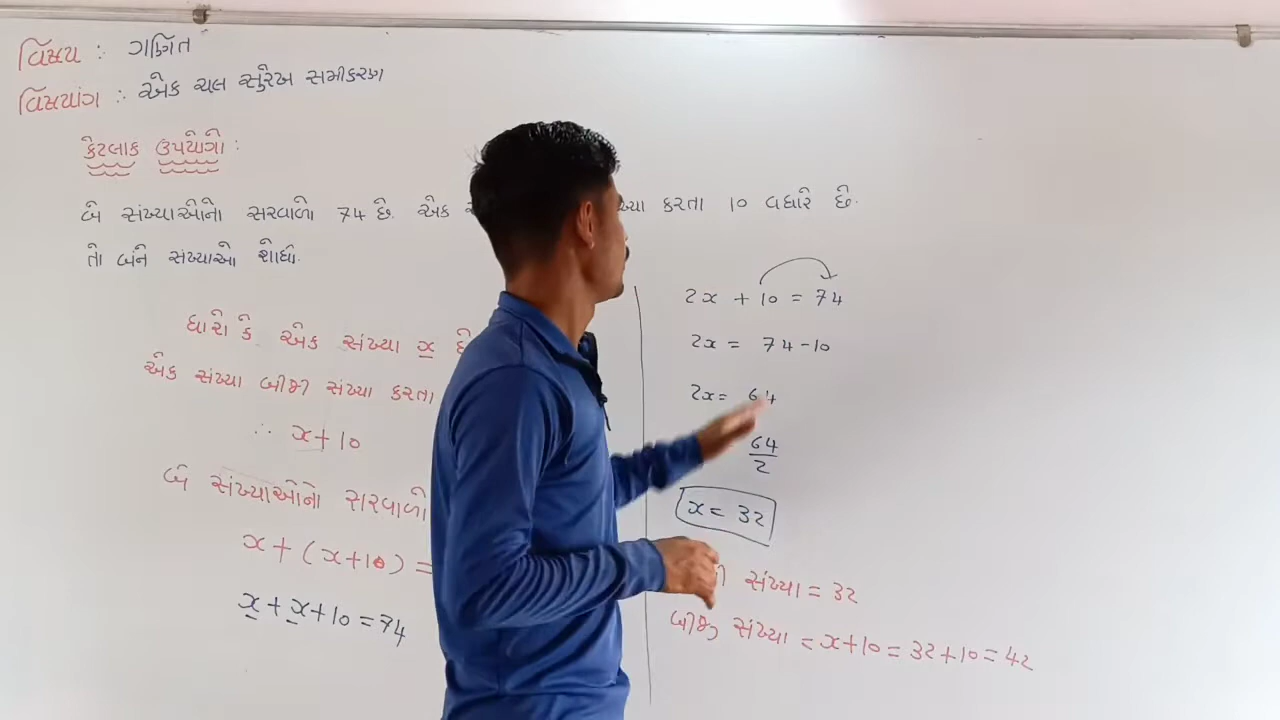 વિષય : ગણિત
વિષયાંગ : એક ચલ સુરેખ સમીકરણ
કેટલાક ઉપયોગો :
બે સંખ્યાઓનો સરવાળો 74 છે. એક કરતા 10 વધારે છે.
તો બંને સંખ્યાઓ શોધો.
ધારો કે એક સંખ્યા x
એક સંખ્યા બીજી સંખ્યા કરતા
∴ x+10
બે સંખ્યાઓનો સરવાળો
x+(x+10) =
x+x+10=74
2x + 10 = 74
2x = 74-10
2x = 64
64/2
x = 32
સંખ્યા = 32
બીજી સંખ્યા = x+10 = 32+10 = 42